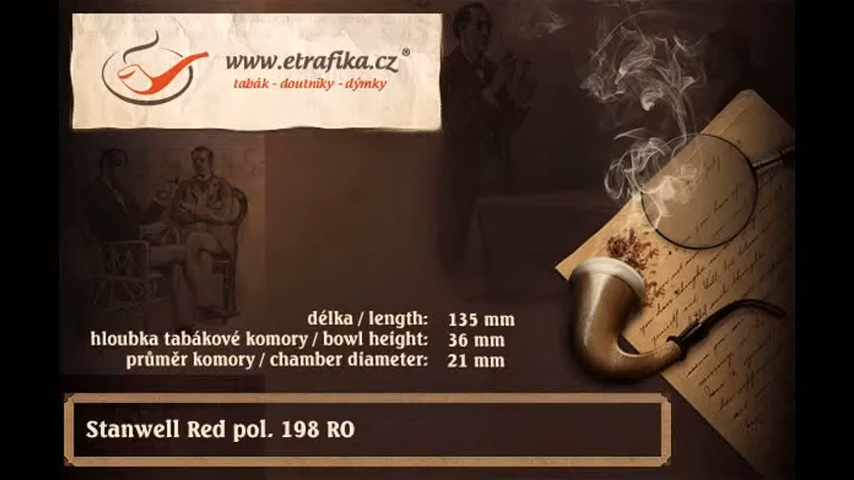 www.etrafika.cz®
tabák - doutníky - dýmky
délka / length: 135 mm
hloubka tabákové komory / bowl height: 36 mm
průměr komory / chamber diameter: 21 mm
Stanwell Red pol. 198 RO